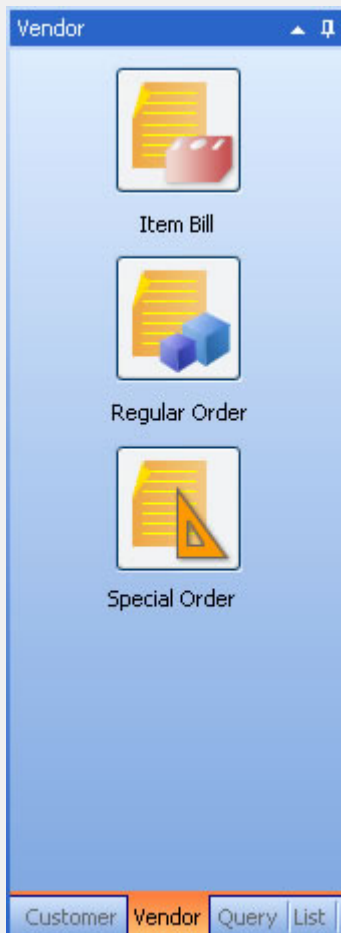 Vendor
Item Bill
Regular Order
Special Order
Customer Vendor Query List